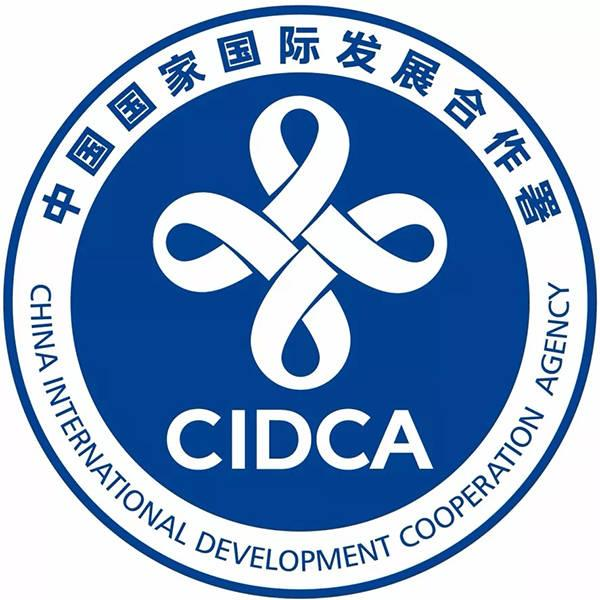 中国国家国际发展合作署
CIDCA
CHINA INTERNATIONAL DEVELOPMENT COOPERATION AGENCY